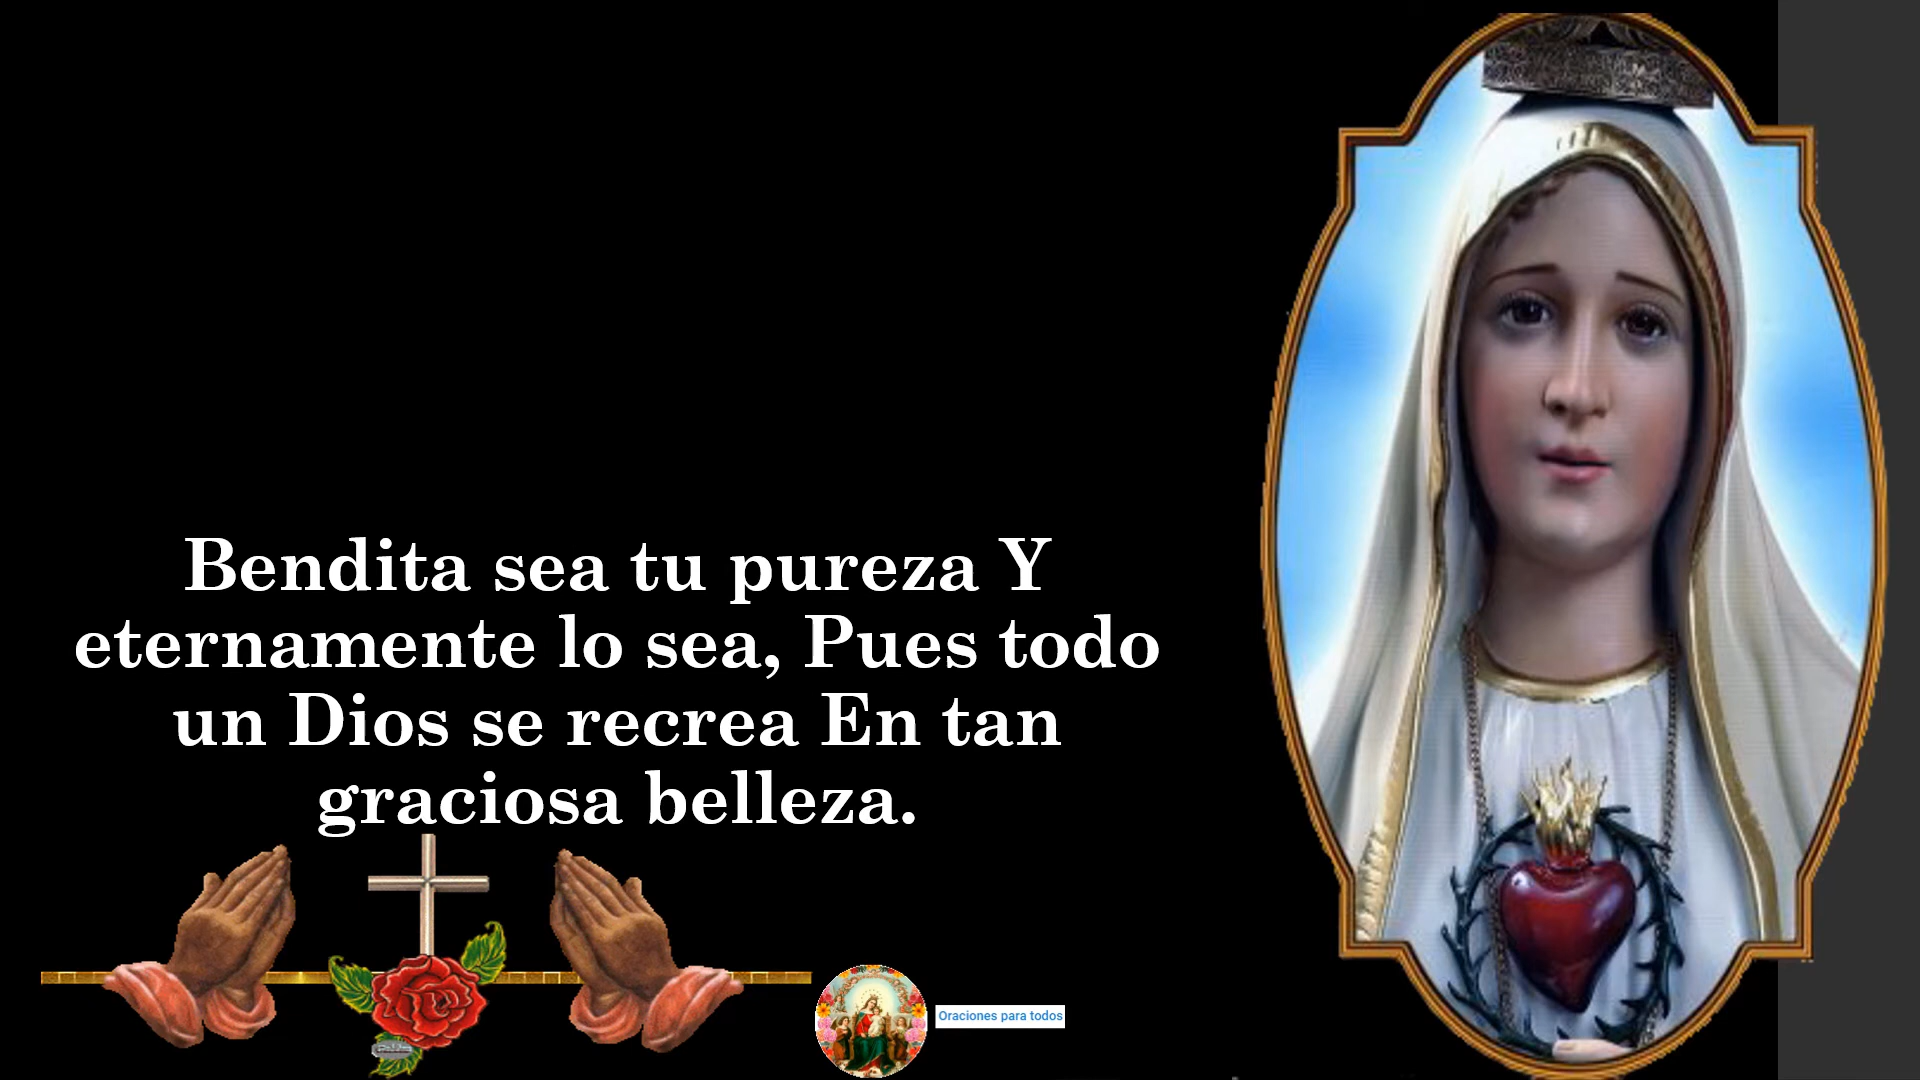 Bendita sea tu pureza Y
eternamente lo sea, Pues todo
un Dios se recrea En tan
graciosa belleza.
Oraciones para todos